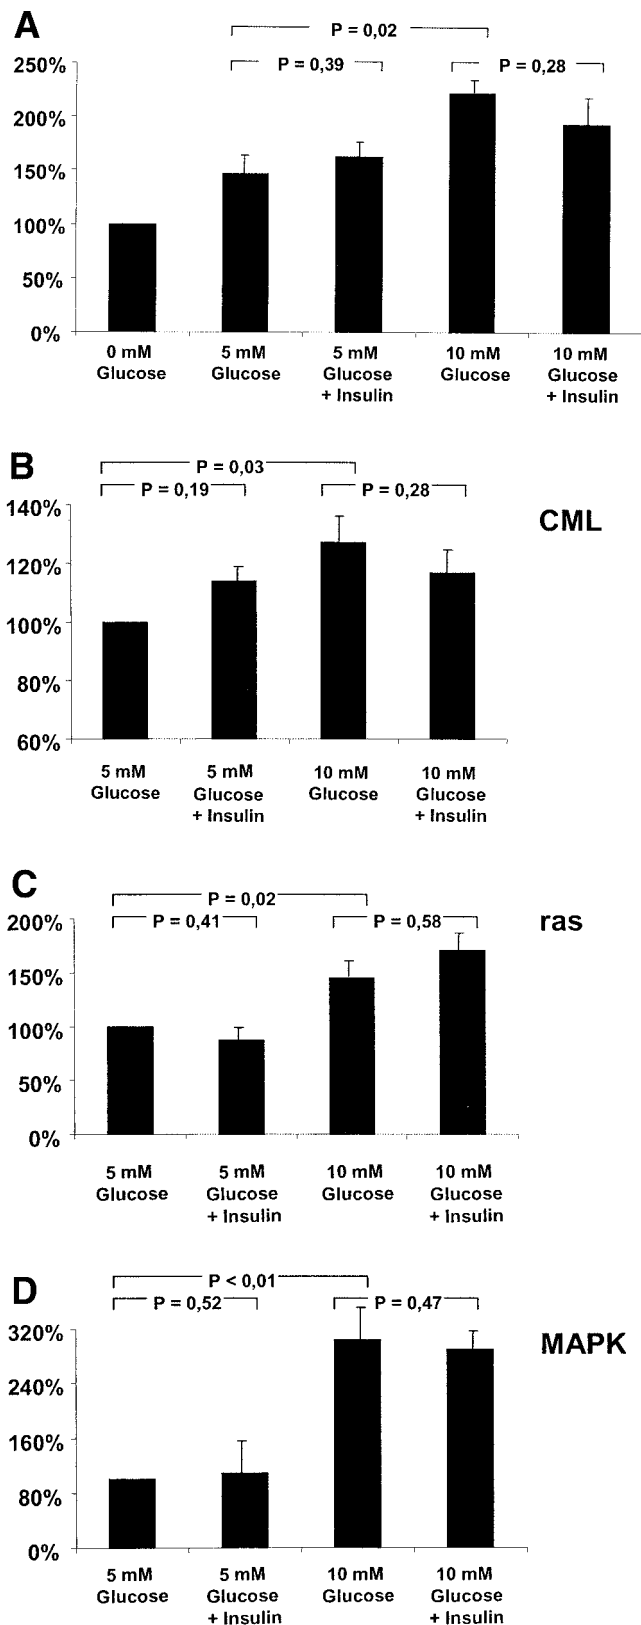 A
P = 0,02
P = 0,39
P = 0,28
250%
200%
150%
100%
50%
0%
0 mM
Glucose
5 mM
Glucose
5 mM
Glucose
+ Insulin
10 mM
Glucose
10 mM
Glucose
+ Insulin
B
P = 0,03
P = 0,19
P = 0,28
CML
140%
120%
100%
80%
60%
5 mM
Glucose
5 mM
Glucose
+ Insulin
10 mM
Glucose
10 mM
Glucose
+ Insulin
C
P = 0,02
P = 0,41
P = 0,58
ras
200%
150%
100%
50%
0%
5 mM
Glucose
5 mM
Glucose
+ Insulin
10 mM
Glucose
10 mM
Glucose
+ Insulin
D
P < 0,01
P = 0,52
P = 0,47
MAPK
320%
240%
160%
80%
0%
5 mM
Glucose
5 mM
Glucose
+ Insulin
10 mM
Glucose
10 mM
Glucose
+ Insulin